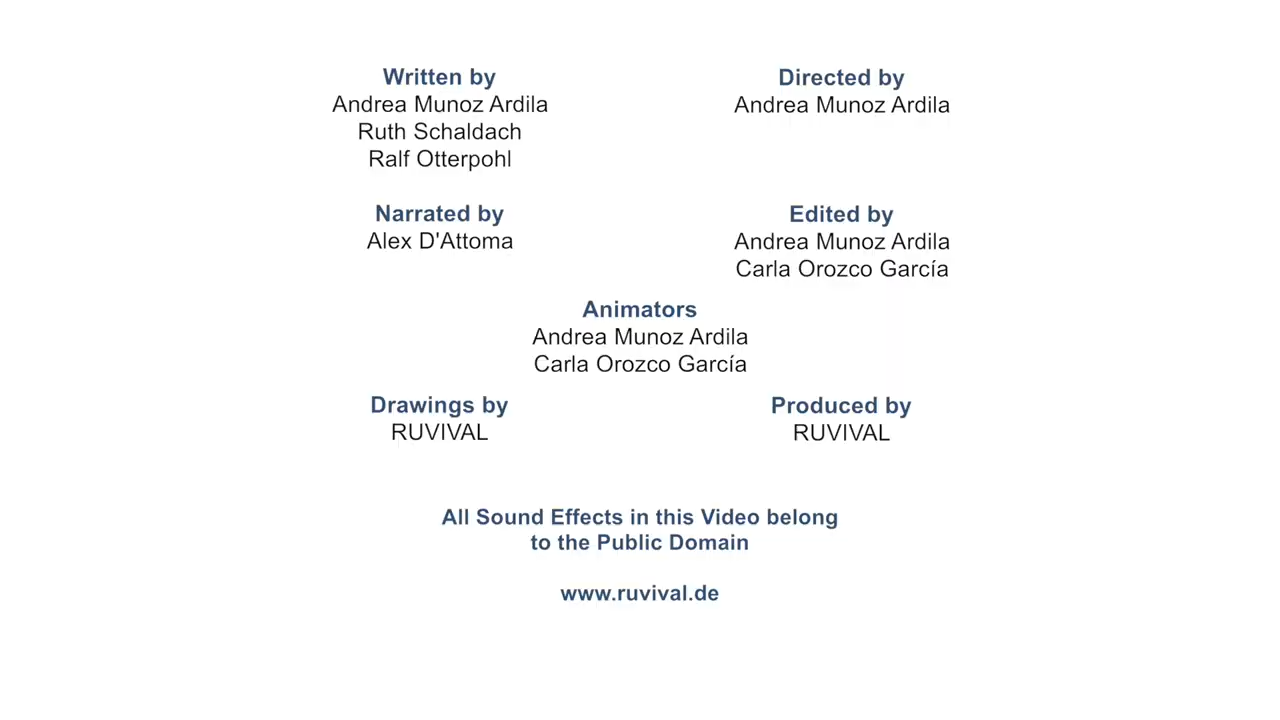 Written by
Andrea Munoz Ardila
Ruth Schaldach
Ralf Otterpohl
Directed by
Andrea Munoz Ardila
Narrated by
Alex D'Attoma
Edited by
Andrea Munoz Ardila
Carla Orozco García
Animators
Andrea Munoz Ardila
Carla Orozco García
Drawings by
RUVIVAL
Produced by
RUVIVAL
All Sound Effects in this Video belong
to the Public Domain
www.ruvival.de